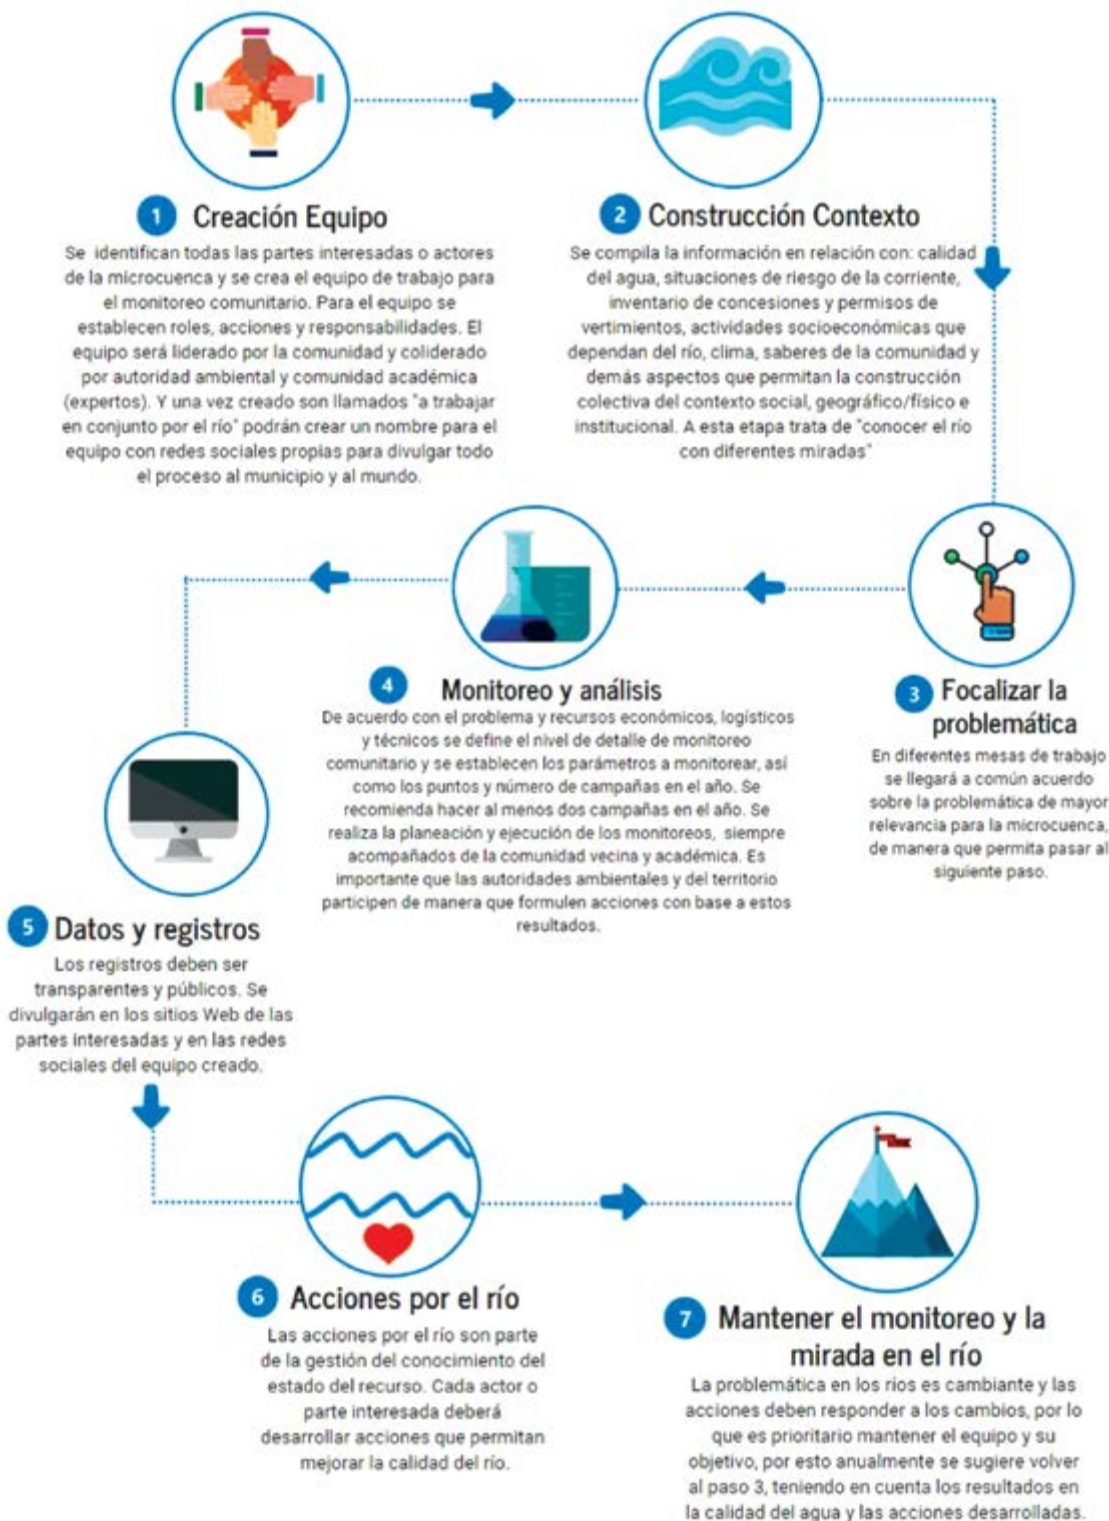 1 Creación Equipo
Se identifican todas las partes interesadas o actores
de la microcuenca y se crea el equipo de trabajo para
el monitoreo comunitario. Para el equipo se
establecen roles, acciones y responsabilidades. El
equipo será liderado por la comunidad y coliderado
por autoridad ambiental y comunidad académica
(expertos). Y una vez creado son llamados "a trabajar
en conjunto por el río" podrán crear un nombre para el
equipo con redes sociales propias para divulgar todo
el proceso al municipio y al mundo.
2 Construcción Contexto
Se compila la información en relación con: calidad
del agua, situaciones de riesgo de la corriente,
inventario de concesiones y permisos de
vertimientos, actividades socioeconómicas que
dependan del río, clima, saberes de la comunidad y
demás aspectos que permitan la construcción
colectiva del contexto social, geográfico/físico e
institucional. A esta etapa trata de "conocer el río
con diferentes miradas"
3 Focalizar la
problemática
En diferentes mesas de trabajo
se llegará a común acuerdo
sobre la problemática de mayor
relevancia para la microcuenca,
de manera que permita pasar al
siguiente paso.
4 Monitoreo y análisis
De acuerdo con el problema y recursos económicos, logísticos
y técnicos se define el nivel de detalle de monitoreo
comunitario y se establecen los parámetros a monitorear, así
como los puntos y número de campañas en el año. Se
recomienda hacer al menos dos campañas en el año. Se
realiza la planeación y ejecución de los monitoreos, siempre
acompañados de la comunidad vecina y académica. Es
importante que las autoridades ambientales y del territorio
participen de manera que formulen acciones con base a estos
resultados.
5 Datos y registros
Los registros deben ser
transparentes y públicos. Se
divulgarán en los sitios Web de las
partes interesadas y en las redes
sociales del equipo creado.
6 Acciones por el río
Las acciones por el río son parte
de la gestión del conocimiento del
estado del recurso. Cada actor o
parte interesada deberá
desarrollar acciones que permitan
mejorar la calidad del río.
7 Mantener el monitoreo y la
mirada en el río
La problemática en los ríos es cambiante y las
acciones deben responder a los cambios, por lo
que es prioritario mantener el equipo y su
objetivo, por esto anualmente se sugiere volver
al paso 3, teniendo en cuenta los resultados en
la calidad del agua y las acciones desarrolladas.